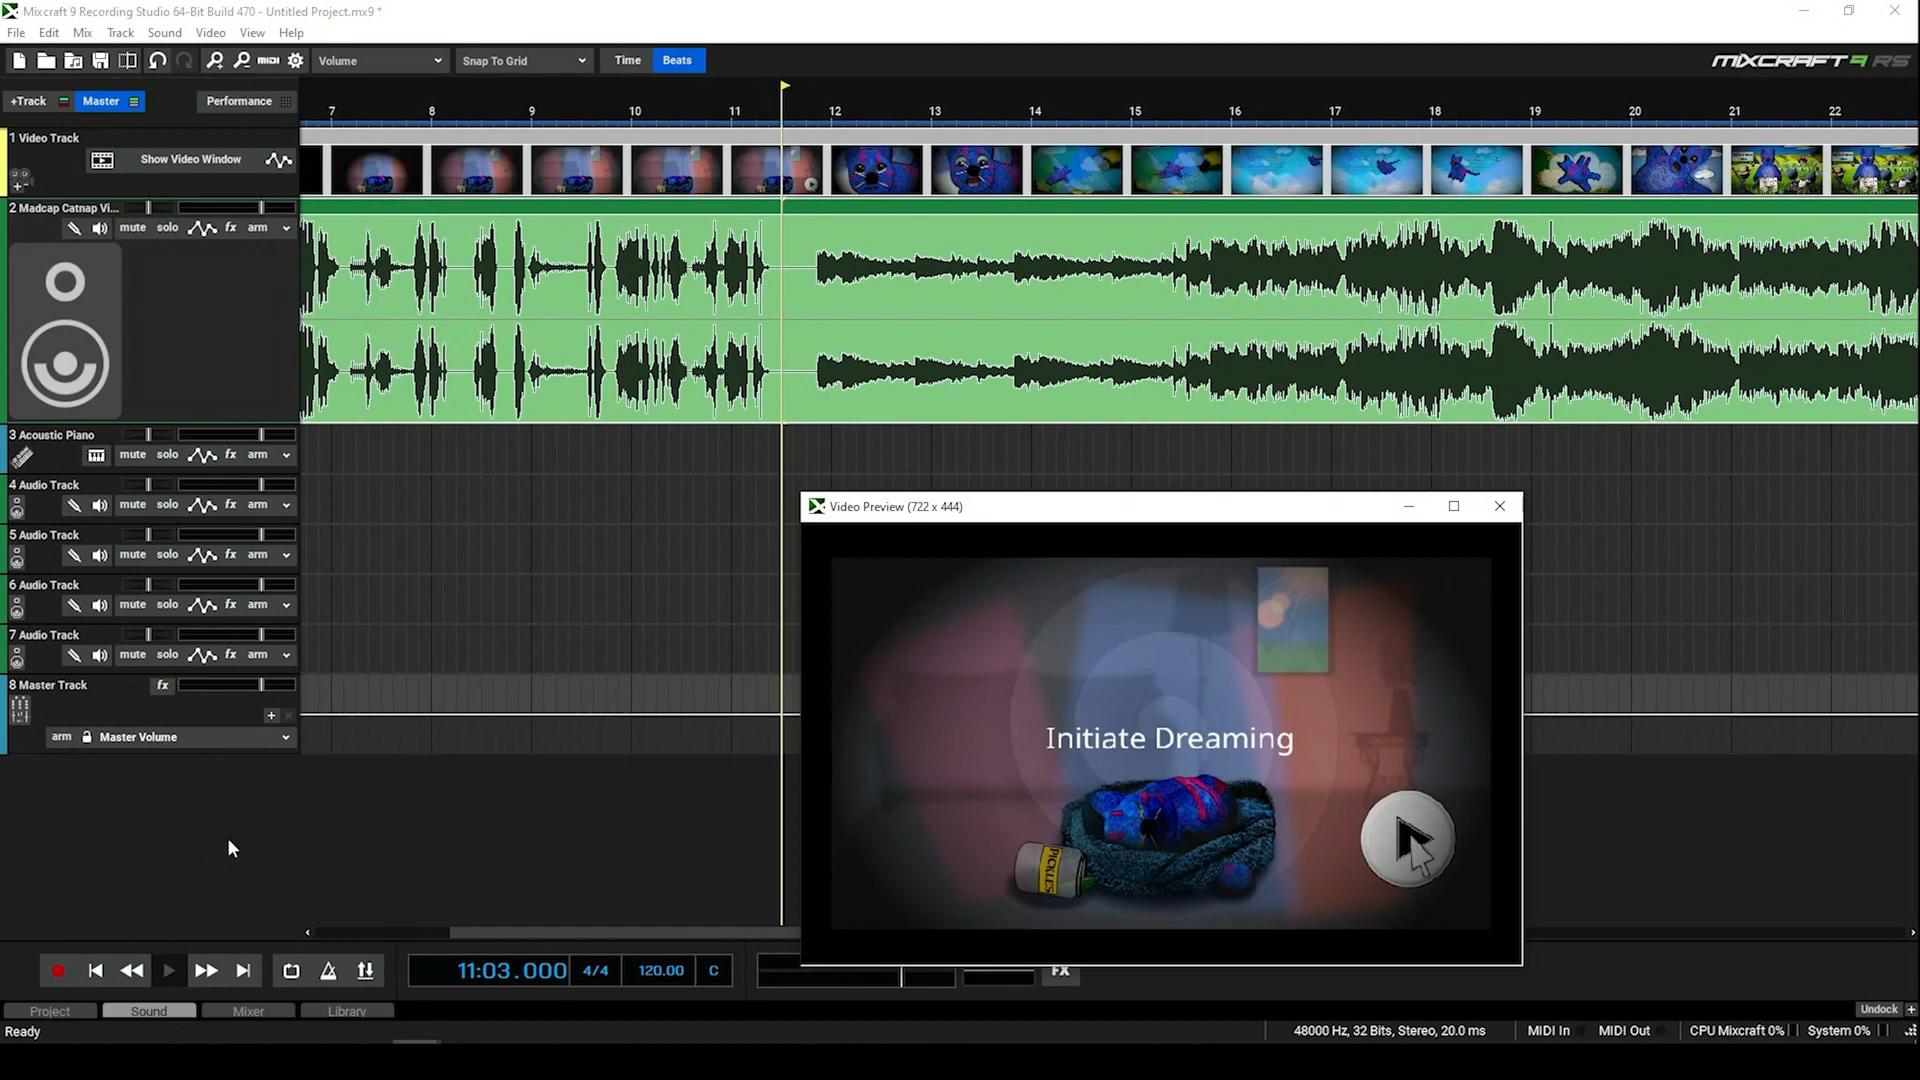 Mixcraft 9 Recording Studio 64-Bit Build 470 - Untitled Project.mx9 *
File Edit Mix Track Sound Video View Help
MIDI Volume Snap To Grid Time Beats MIXCRAFT 9 RS
+Track Master Performance
7 8 9 10 11 12 13 14 15 16 17 18 19 20 21 22
1 Video Track
Show Video Window
2 Madcap Catnap Vi...
mute solo fx arm
3 Acoustic Piano
mute solo fx arm
4 Audio Track
mute solo fx arm
Video Preview (722 x 444)
5 Audio Track
mute solo fx arm
6 Audio Track
mute solo fx arm
7 Audio Track
mute solo fx arm
8 Master Track fx
arm Master Volume
Initiate Dreaming
PICKLES
11:03.000 4/4 120.00 C FX
Project Sound Mixer Library Undock +
Ready 48000 Hz, 32 Bits, Stereo, 20.0 ms MIDI In MIDI Out CPU Mixcraft 0% System 0%